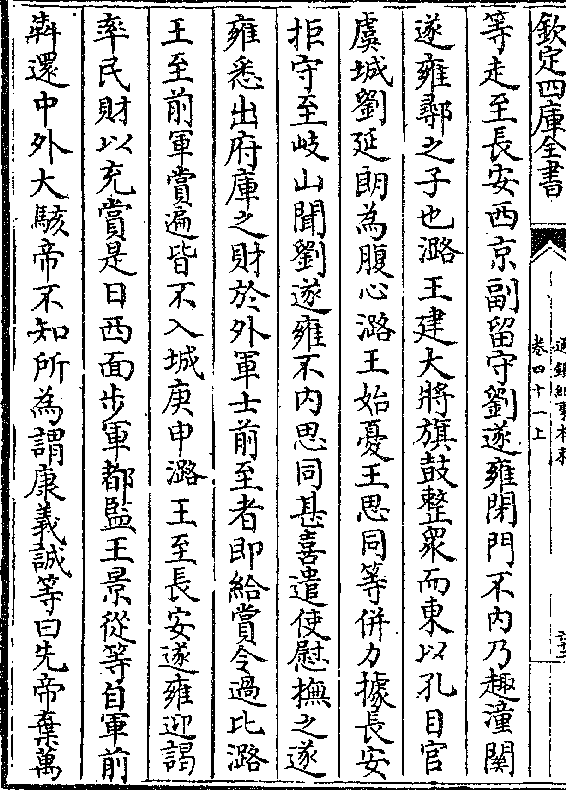 欽定四庫全書
通鑑紀事本末
卷四十一上
等走至長安西京副留守劉遂雍閉門不內乃趣潼關
遂雍鄩之子也潞王建大將旗鼓整衆而東以孔目官
虞城劉延朗為腹心潞王始憂王思同等併力據長安
拒守至岐山聞劉遂雍不內思同甚喜遣使慰撫之遂
雍悉出府庫之財於外軍士前至者即給賞令過比潞
王至前軍賞遍皆不入城庚申潞王至長安遂雍迎謁
率民財以充賞是日西面步軍都監王景從等自軍前
犇還中外大駭帝不知所為謂康義誠等曰先帝棄萬